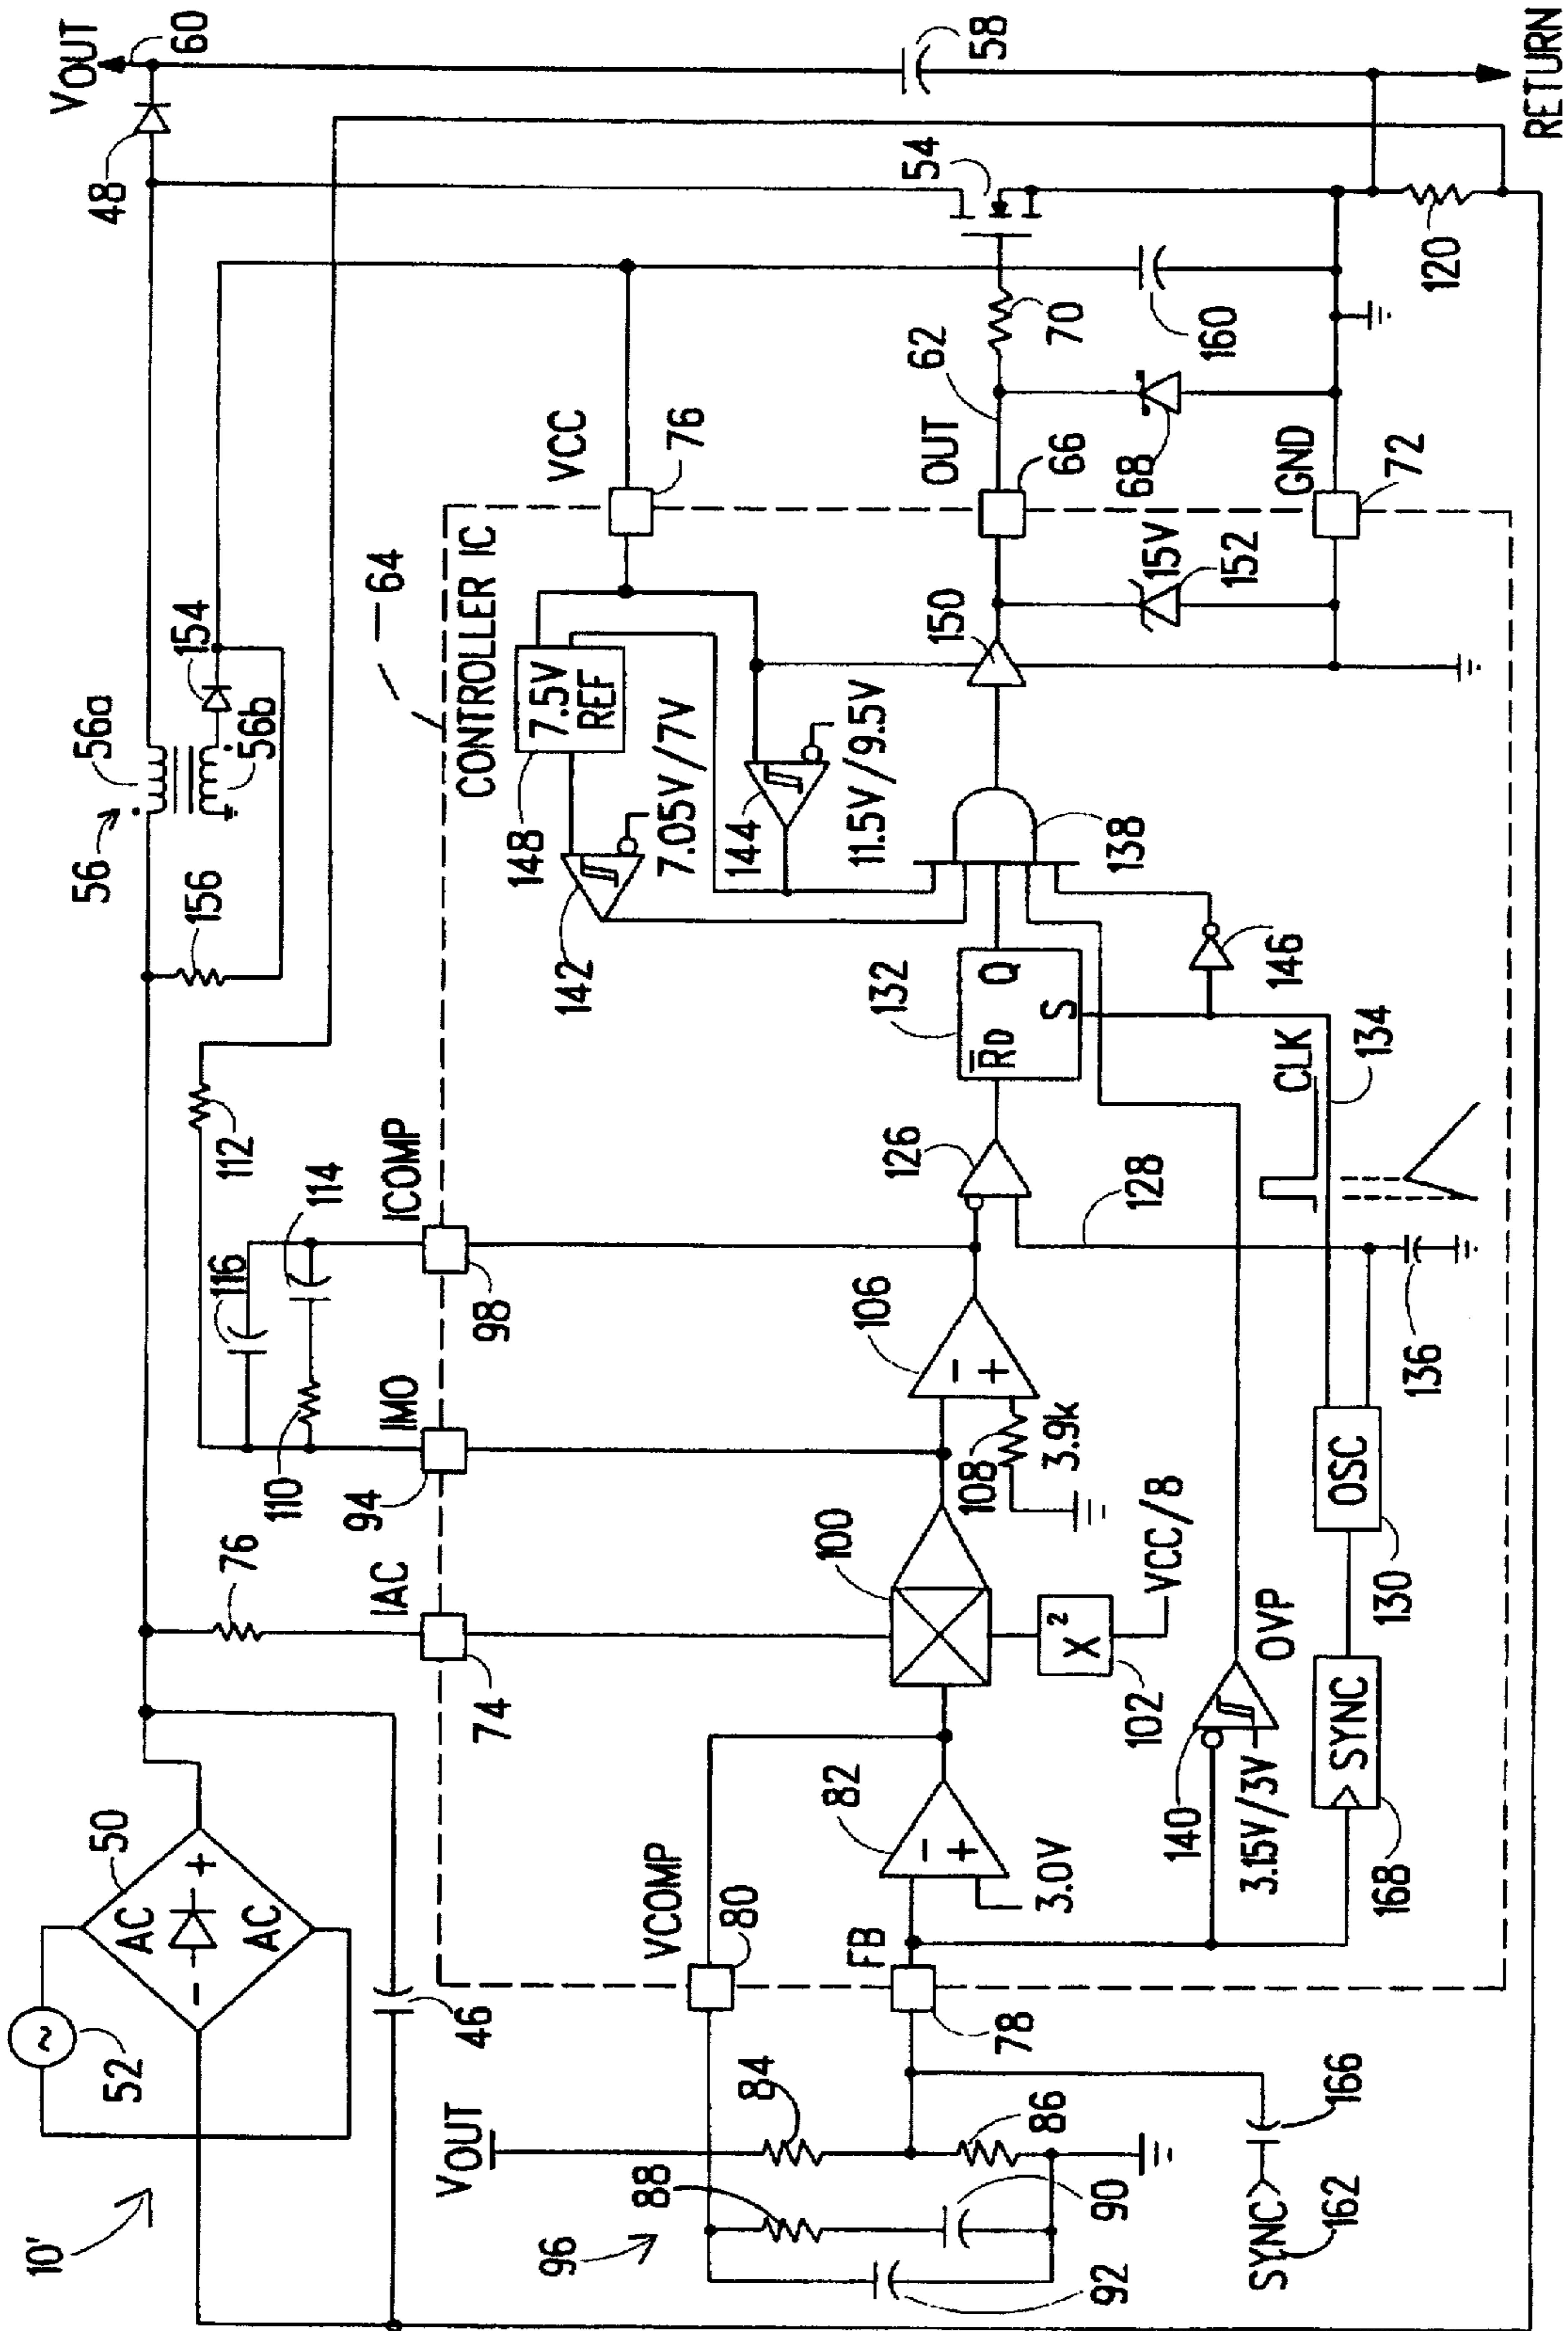 10'
52
50
AC
AC
+
-
~
46
76
IAC
74
94
IMO
110
116
114
ICOMP
98
112
156
56
56a
56b
154
48
VOUT
60
58
RETURN
54
120
70
160
62
68
OUT
66
GND
72
VCC
76
64
CONTROLLER IC
7.5V
REF
148
142
7.05V/7V
144
11.5V/9.5V
150
15V
152
138
146
132
RD
Q
S
CLK
134
126
128
136
106
-
+
108
3.9k
100
X²
102
VCC/8
OSC
130
SYNC
168
OVP
140
3.15V/3V
82
-
+
3.0V
VCOMP
80
FB
78
VOUT
84
86
88
90
92
96
SYNC
162
166